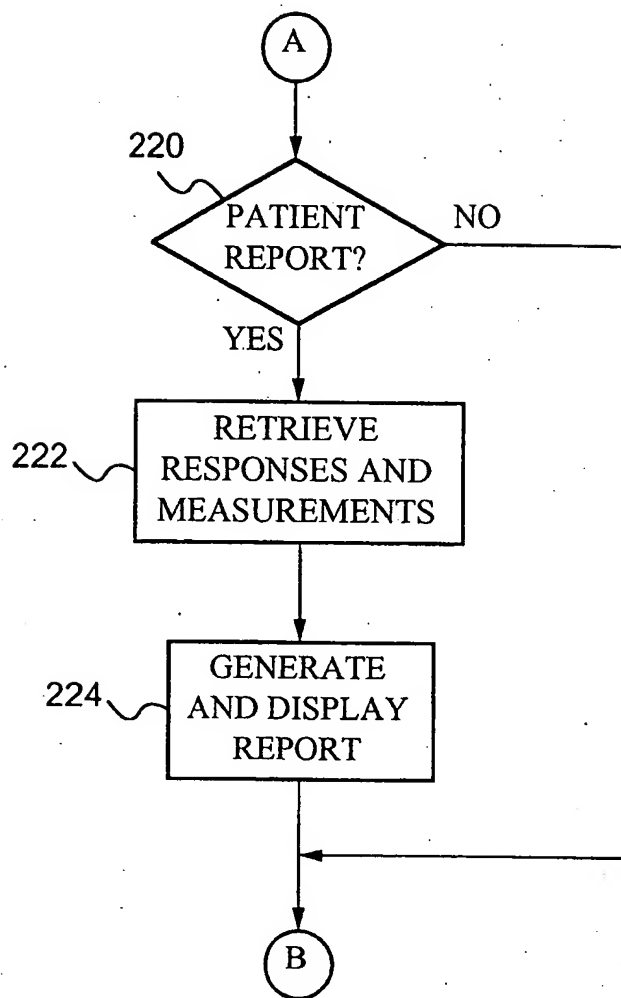 A
220
PATIENT
REPORT?
NO
YES
222
RETRIEVE
RESPONSES AND
MEASUREMENTS
224
GENERATE
AND DISPLAY
REPORT
B